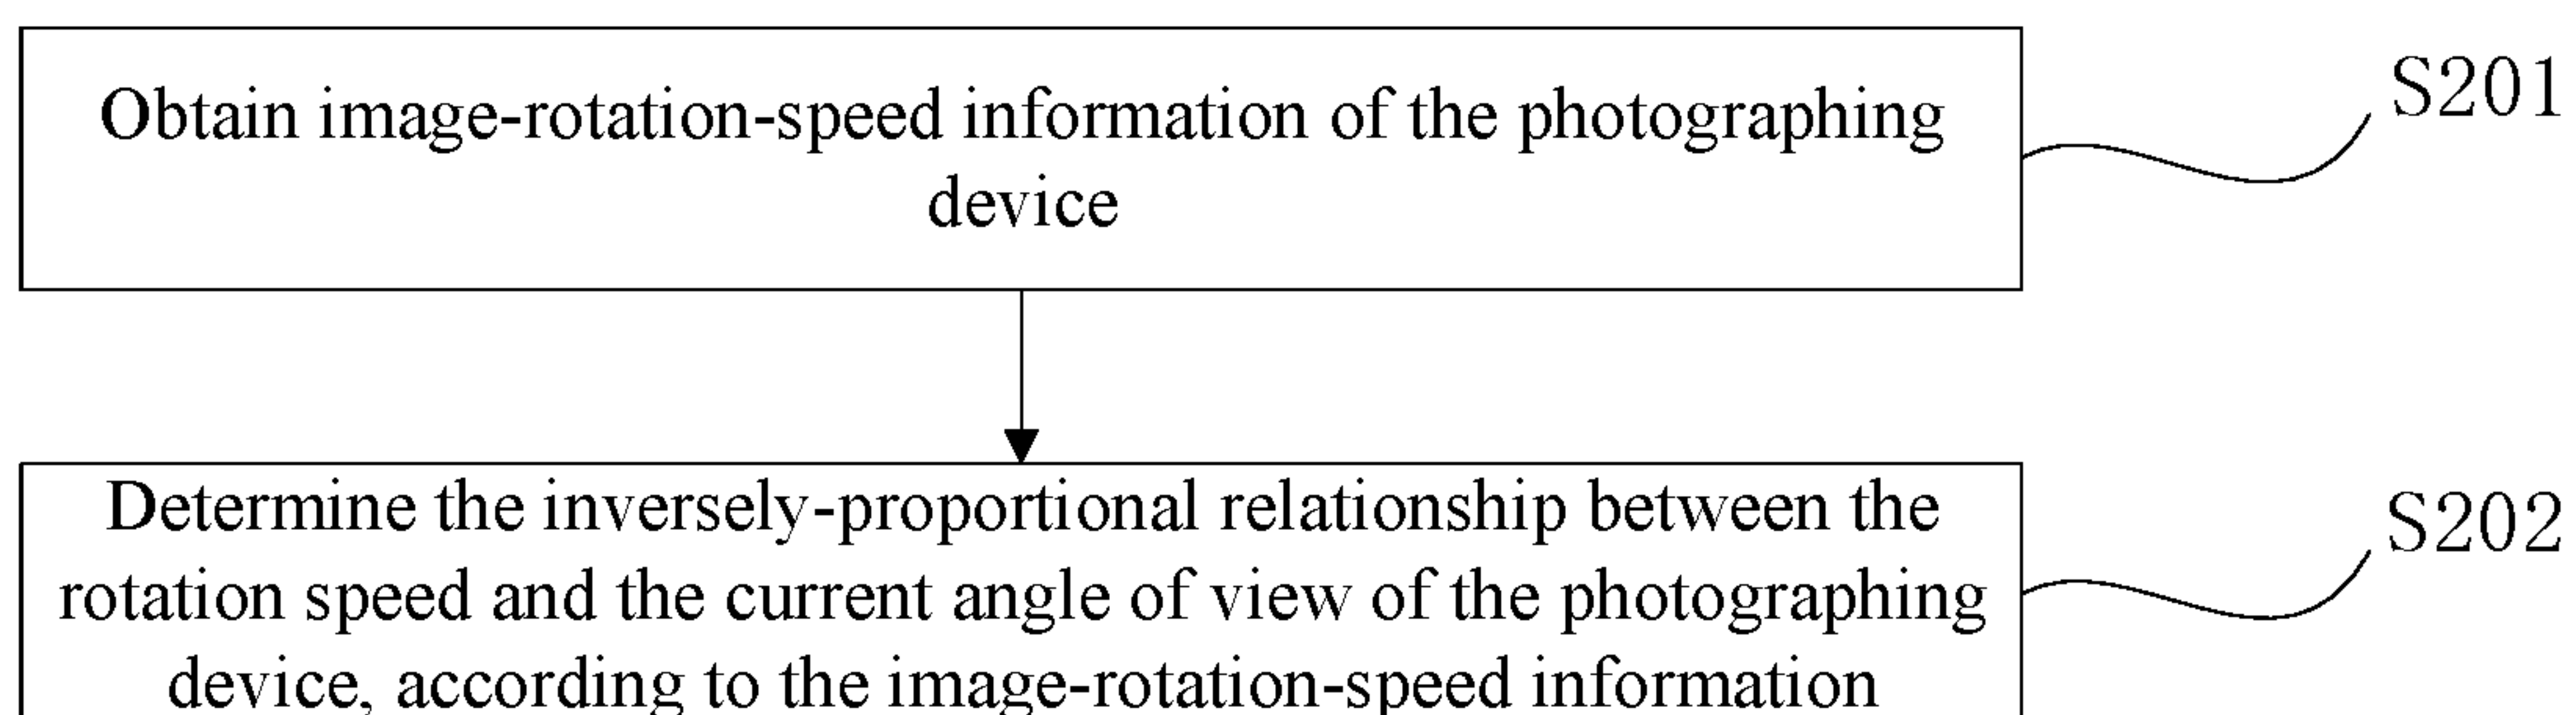 Obtain image-rotation-speed information of the photographing
device
S201
Determine the inversely-proportional relationship between the
rotation speed and the current angle of view of the photographing
device, according to the image-rotation-speed information
S202